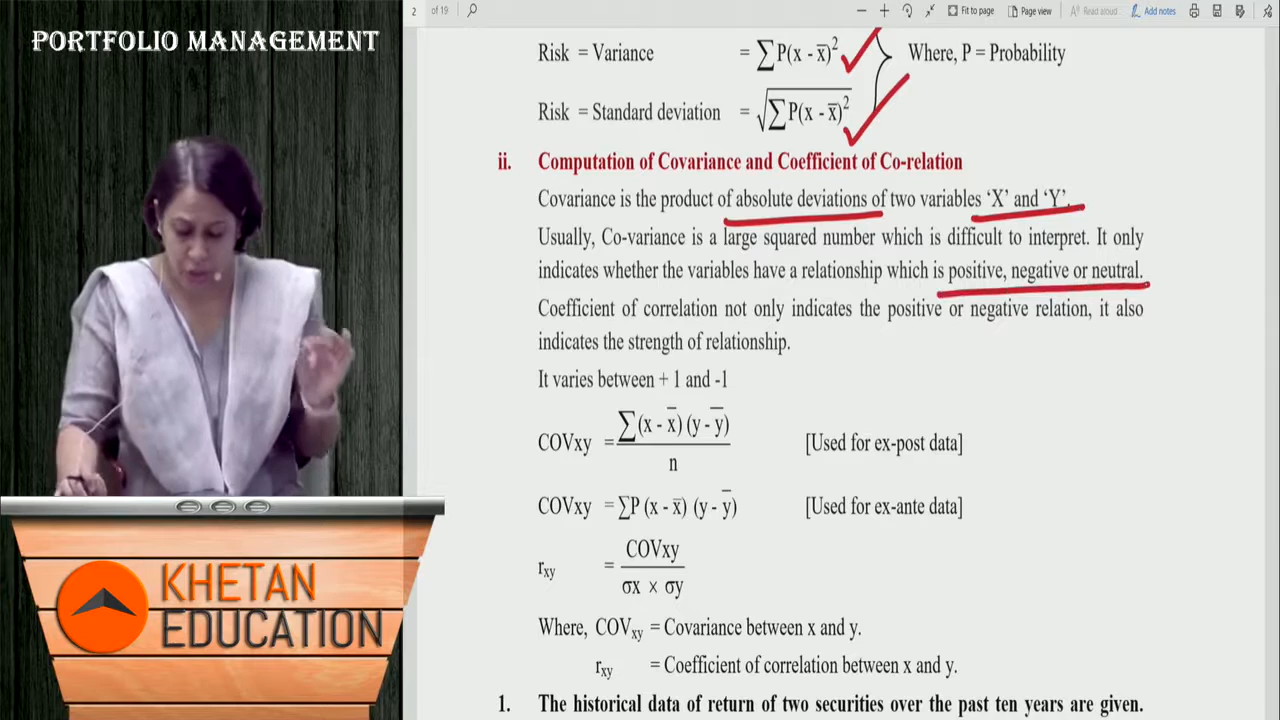 2 of 19 Fit to page Page view Read aloud Add notes
PORTFOLIO MANAGEMENT
Risk = Variance = ∑P(x - x̅)² Where, P = Probability
Risk = Standard deviation = √∑P(x - x̅)²
ii. Computation of Covariance and Coefficient of Co-relation
Covariance is the product of absolute deviations of two variables ‘X’ and ‘Y’.
Usually, Co-variance is a large squared number which is difficult to interpret. It only
indicates whether the variables have a relationship which is positive, negative or neutral.
Coefficient of correlation not only indicates the positive or negative relation, it also
indicates the strength of relationship.
It varies between + 1 and -1
COVxy = ∑(x - x̅) (y - y̅) / n [Used for ex-post data]
COVxy = ∑P (x - x̅) (y - y̅) [Used for ex-ante data]
rxy = COVxy / σx × σy
Where, COVxy = Covariance between x and y.
rxy = Coefficient of correlation between x and y.
1. The historical data of return of two securities over the past ten years are given.
KHETAN
EDUCATION